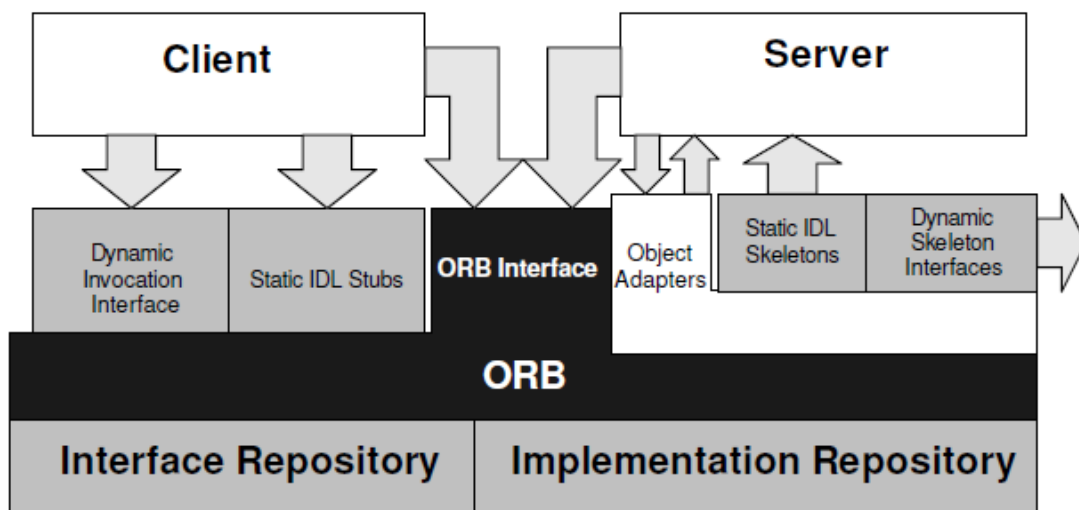 Client
Server
Dynamic
Invocation
Interface
Static IDL Stubs
ORB Interface
Object
Adapters
Static IDL
Skeletons
Dynamic
Skeleton
Interfaces
ORB
Interface Repository
Implementation Repository